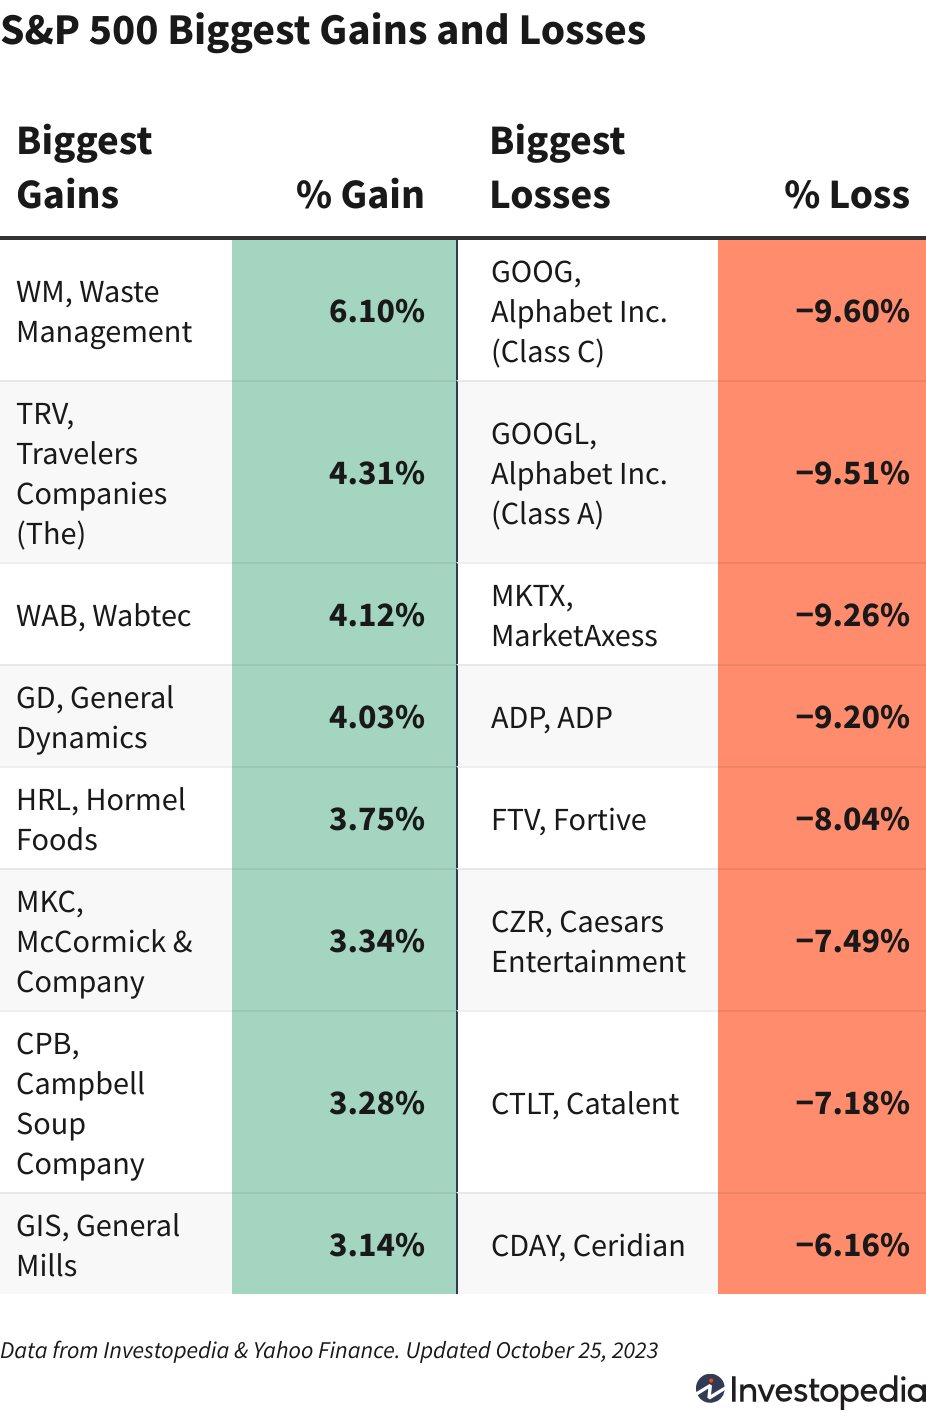 S&P 500 Biggest Gains and Losses
Biggest
Gains
% Gain
Biggest
Losses
% Loss
WM, Waste
Management
6.10%
GOOG,
Alphabet Inc.
(Class C)
−9.60%
TRV,
Travelers
Companies
(The)
4.31%
GOOGL,
Alphabet Inc.
(Class A)
−9.51%
WAB, Wabtec
4.12%
MKTX,
MarketAxess
−9.26%
GD, General
Dynamics
4.03%
ADP, ADP
−9.20%
HRL, Hormel
Foods
3.75%
FTV, Fortive
−8.04%
MKC,
McCormick &
Company
3.34%
CZR, Caesars
Entertainment
−7.49%
CPB,
Campbell
Soup
Company
3.28%
CTLT, Catalent
−7.18%
GIS, General
Mills
3.14%
CDAY, Ceridian
−6.16%
Data from Investopedia & Yahoo Finance. Updated October 25, 2023
Investopedia